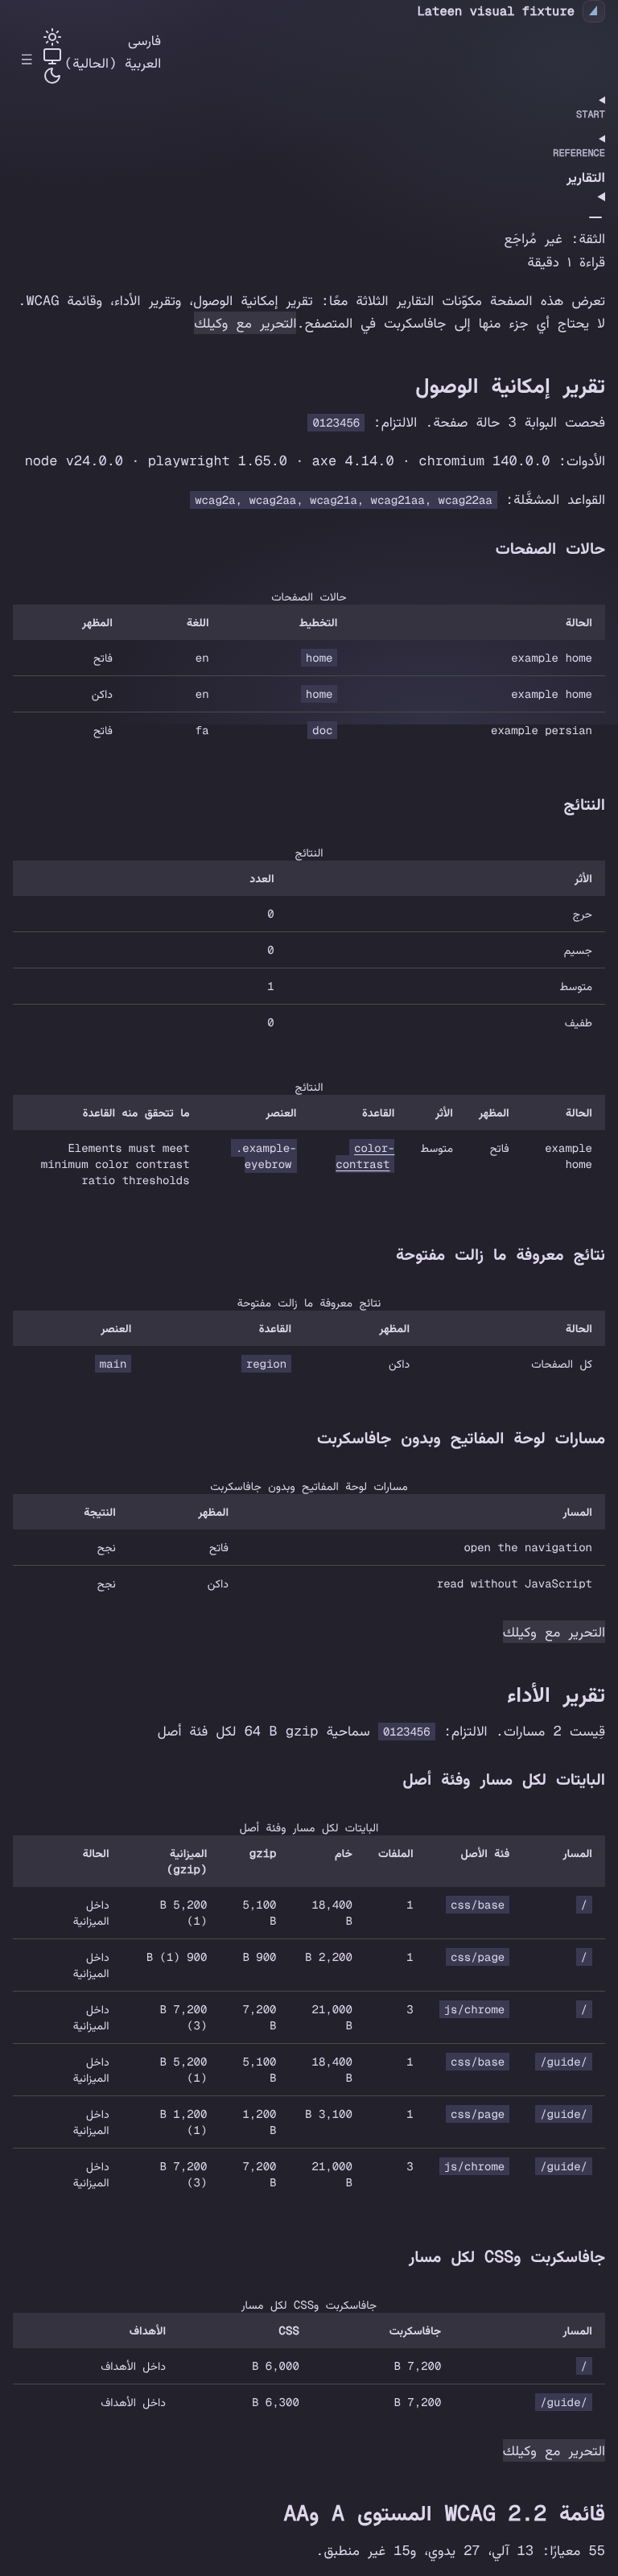 Lateen visual fixture
فارسی
العربية (الحالية)
START
REFERENCE
التقارير
الثقة: غير مُراجَع
قراءة ١ دقيقة
تعرض هذه الصفحة مكوّنات التقارير الثلاثة معًا: تقرير إمكانية الوصول، وتقرير الأداء، وقائمة WCAG.
لا يحتاج أي جزء منها إلى جافاسكربت في المتصفح. التحرير مع وكيلك
تقرير إمكانية الوصول
فحصت البوابة 3 حالة صفحة. الالتزام: 0123456
الأدوات: node v24.0.0 · playwright 1.65.0 · axe 4.14.0 · chromium 140.0.0
القواعد المشغَّلة: wcag2a, wcag2aa, wcag21a, wcag21aa, wcag22aa
حالات الصفحات
حالات الصفحات
الحالة التخطيط اللغة المظهر
example home home en فاتح
example home home en داكن
example persian doc fa فاتح
النتائج
النتائج
الأثر العدد
حرج 0
جسيم 0
متوسط 1
طفيف 0
النتائج
الحالة المظهر الأثر القاعدة العنصر ما تتحقق منه القاعدة
example فاتح متوسط color- .example- Elements must meet
home contrast eyebrow minimum color contrast
ratio thresholds
نتائج معروفة ما زالت مفتوحة
نتائج معروفة ما زالت مفتوحة
الحالة المظهر القاعدة العنصر
كل الصفحات داكن region main
مسارات لوحة المفاتيح وبدون جافاسكربت
مسارات لوحة المفاتيح وبدون جافاسكربت
المسار المظهر النتيجة
open the navigation فاتح نجح
read without JavaScript داكن نجح
التحرير مع وكيلك
تقرير الأداء
قِيست 2 مسارات. الالتزام: 0123456 سماحية 64 B gzip لكل فئة أصل
البايتات لكل مسار وفئة أصل
البايتات لكل مسار وفئة أصل
المسار فئة الأصل الملفات خام gzip الميزانية الحالة
(gzip)
/ css/base 1 18,400 5,100 B 5,200 داخل
B B (1) الميزانية
/ css/page 1 B 2,200 B 900 B (1) 900 داخل
الميزانية
/ js/chrome 3 21,000 7,200 B 7,200 داخل
B B (3) الميزانية
/guide/ css/base 1 18,400 5,100 B 5,200 داخل
B B (1) الميزانية
/guide/ css/page 1 B 3,100 1,200 B 1,200 داخل
B (1) الميزانية
/guide/ js/chrome 3 21,000 7,200 B 7,200 داخل
B B (3) الميزانية
جافاسكربت وCSS لكل مسار
جافاسكربت وCSS لكل مسار
المسار جافاسكربت CSS الأهداف
/ B 7,200 B 6,000 داخل الأهداف
/guide/ B 7,200 B 6,300 داخل الأهداف
التحرير مع وكيلك
قائمة WCAG 2.2 المستوى A وAA
55 معيارًا: 13 آلي، 27 يدوي، و15 غير منطبق.